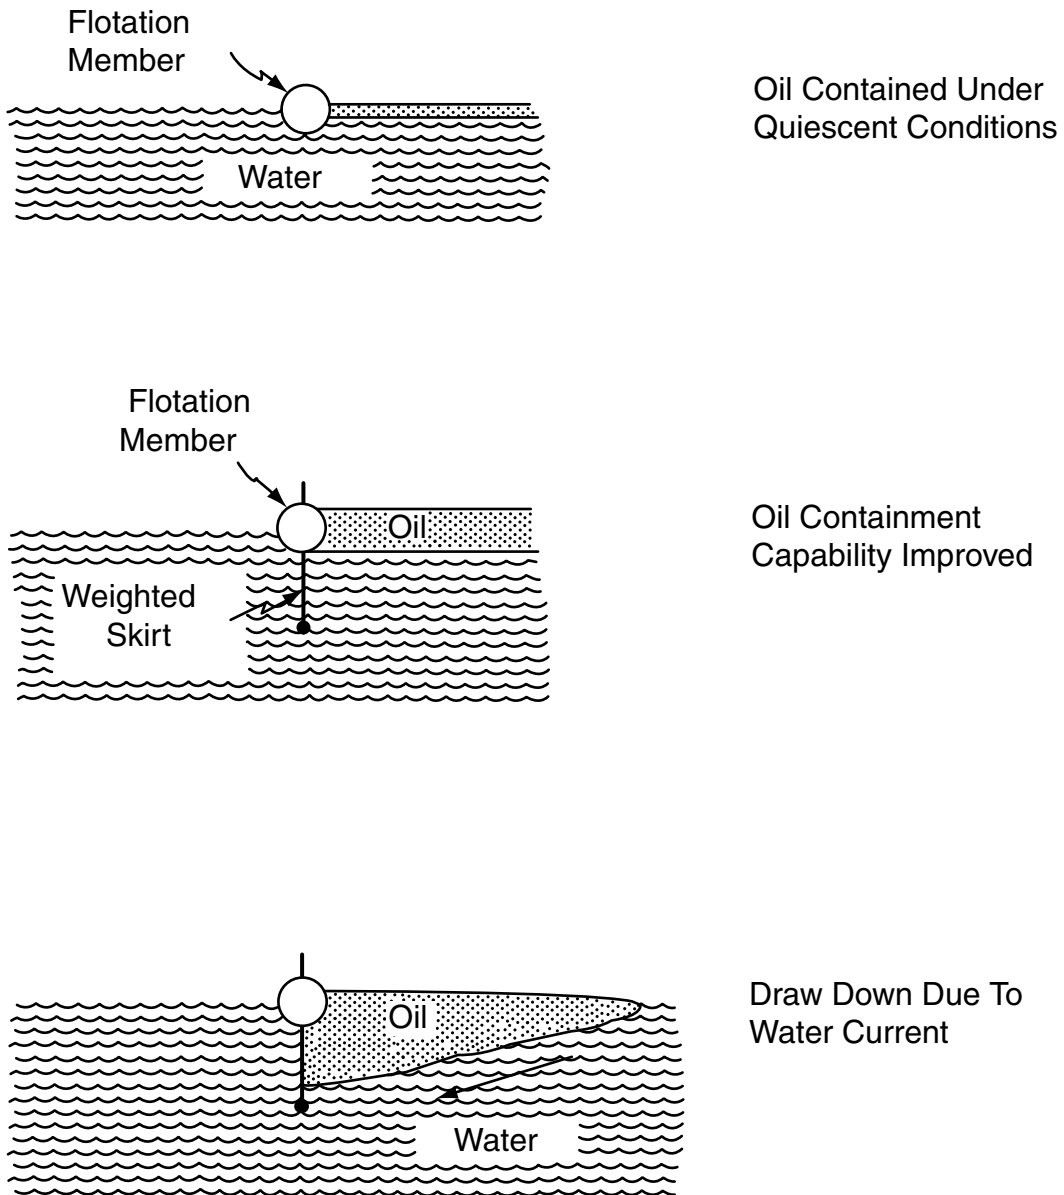 Flotation
Member
Oil Contained Under
Quiescent Conditions
Water
Flotation
Member
Oil
Oil Containment
Capability Improved
Weighted
Skirt
Oil
Draw Down Due To
Water Current
Water